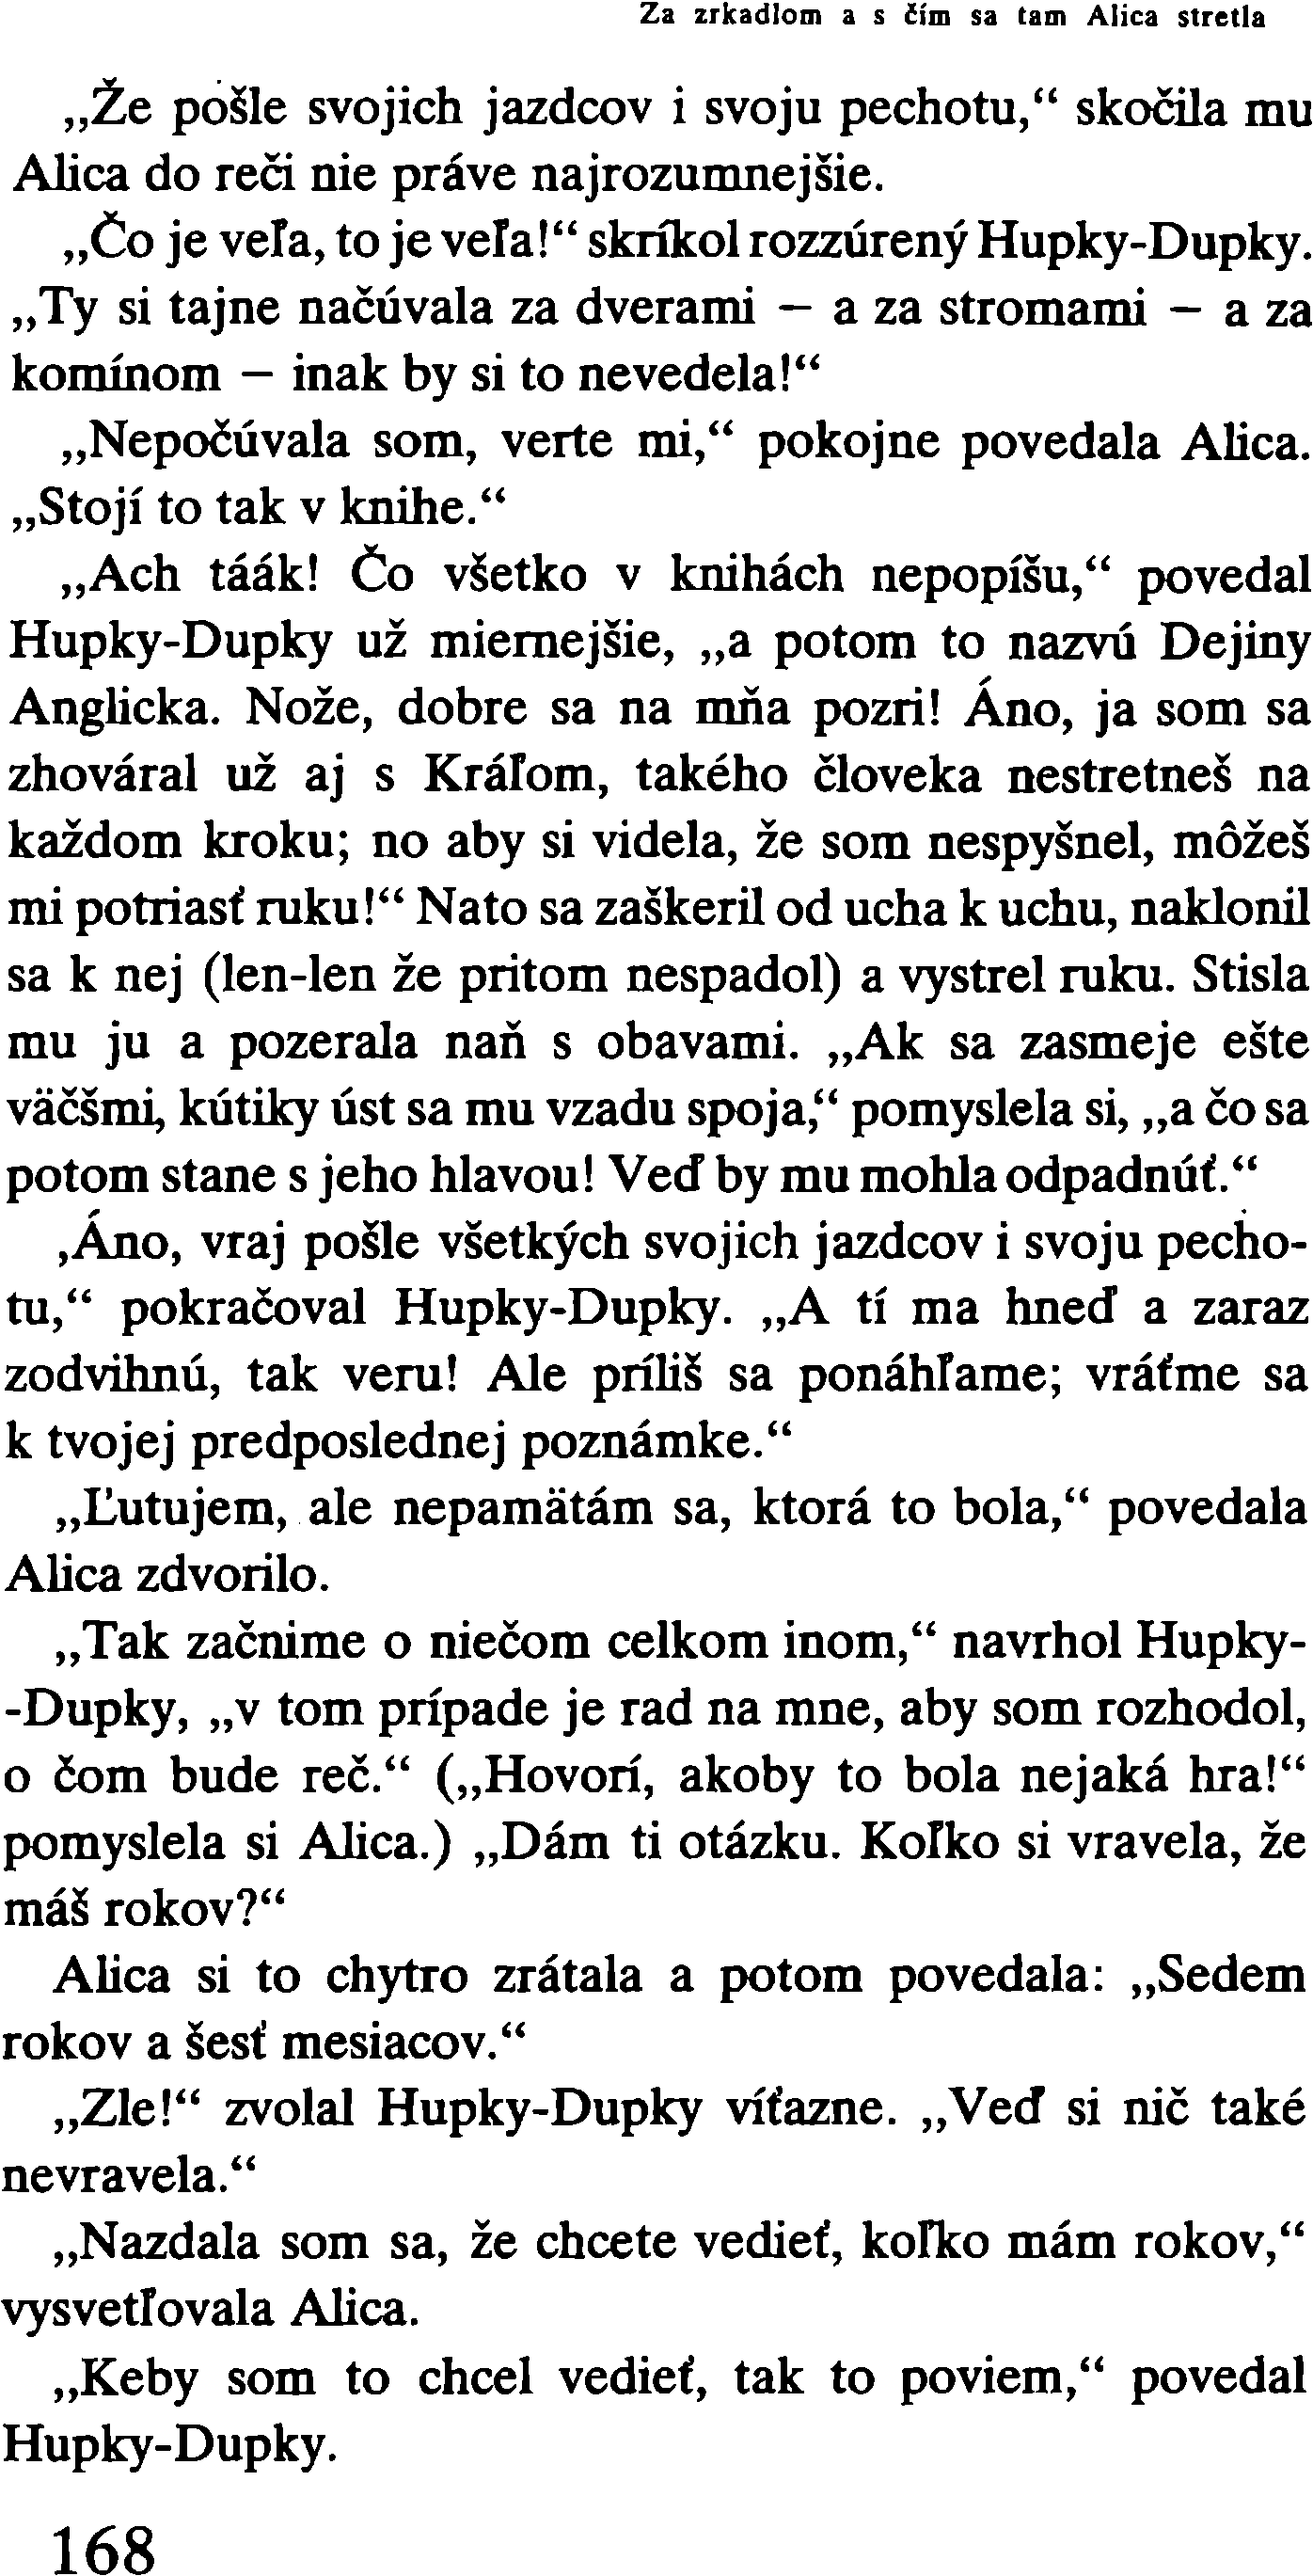 Za zrkadlom a s čím sa tam Alica stretla
„Že pošle svojich jazdcov i svoju pechotu,“ skočila mu
Alica do reči nie práve najrozumnejšie.
„Čo je veľa, to je veľa!“ skríkol rozzúrený Hupky-Dupky.
„Ty si tajne načúvala za dverami – a za stromami – a za
komínom – inak by si to nevedela!“
„Nepočúvala som, verte mi,“ pokojne povedala Alica.
„Stojí to tak v knihe.“
„Ach táák! Čo všetko v knihách nepopíšu,“ povedal
Hupky-Dupky už miernejšie, „a potom to nazvú Dejiny
Anglicka. Nože, dobre sa na mňa pozri! Áno, ja som sa
zhováral už aj s Kráľom, takého človeka nestretneš na
každom kroku; no aby si videla, že som nespyšnel, môžeš
mi potriasť ruku!“ Nato sa zaškeril od ucha k uchu, naklonil
sa k nej (len-len že pritom nespadol) a vystrel ruku. Stisla
mu ju a pozerala naň s obavami. „Ak sa zasmeje ešte
väčšmi, kútiky úst sa mu vzadu spoja,“ pomyslela si, „a čo sa
potom stane s jeho hlavou! Veď by mu mohla odpadnúť.“
‚Áno, vraj pošle všetkých svojich jazdcov i svoju pecho-
tu,“ pokračoval Hupky-Dupky. „A tí ma hneď a zaraz
zodvihnú, tak veru! Ale príliš sa ponáhľame; vráťme sa
k tvojej predposlednej poznámke.“
„Ľutujem, ale nepamätám sa, ktorá to bola,“ povedala
Alica zdvorilo.
„Tak začnime o niečom celkom inom,“ navrhol Hupky-
-Dupky, „v tom prípade je rad na mne, aby som rozhodol,
o čom bude reč.“ („Hovorí, akoby to bola nejaká hra!“
pomyslela si Alica.) „Dám ti otázku. Koľko si vravela, že
máš rokov?“
Alica si to chytro zrátala a potom povedala: „Sedem
rokov a šesť mesiacov.“
„Zle!“ zvolal Hupky-Dupky víťazne. „Veď si nič také
nevravela.“
„Nazdala som sa, že chcete vedieť, koľko mám rokov,“
vysvetľovala Alica.
„Keby som to chcel vedieť, tak to poviem,“ povedal
Hupky-Dupky.
168